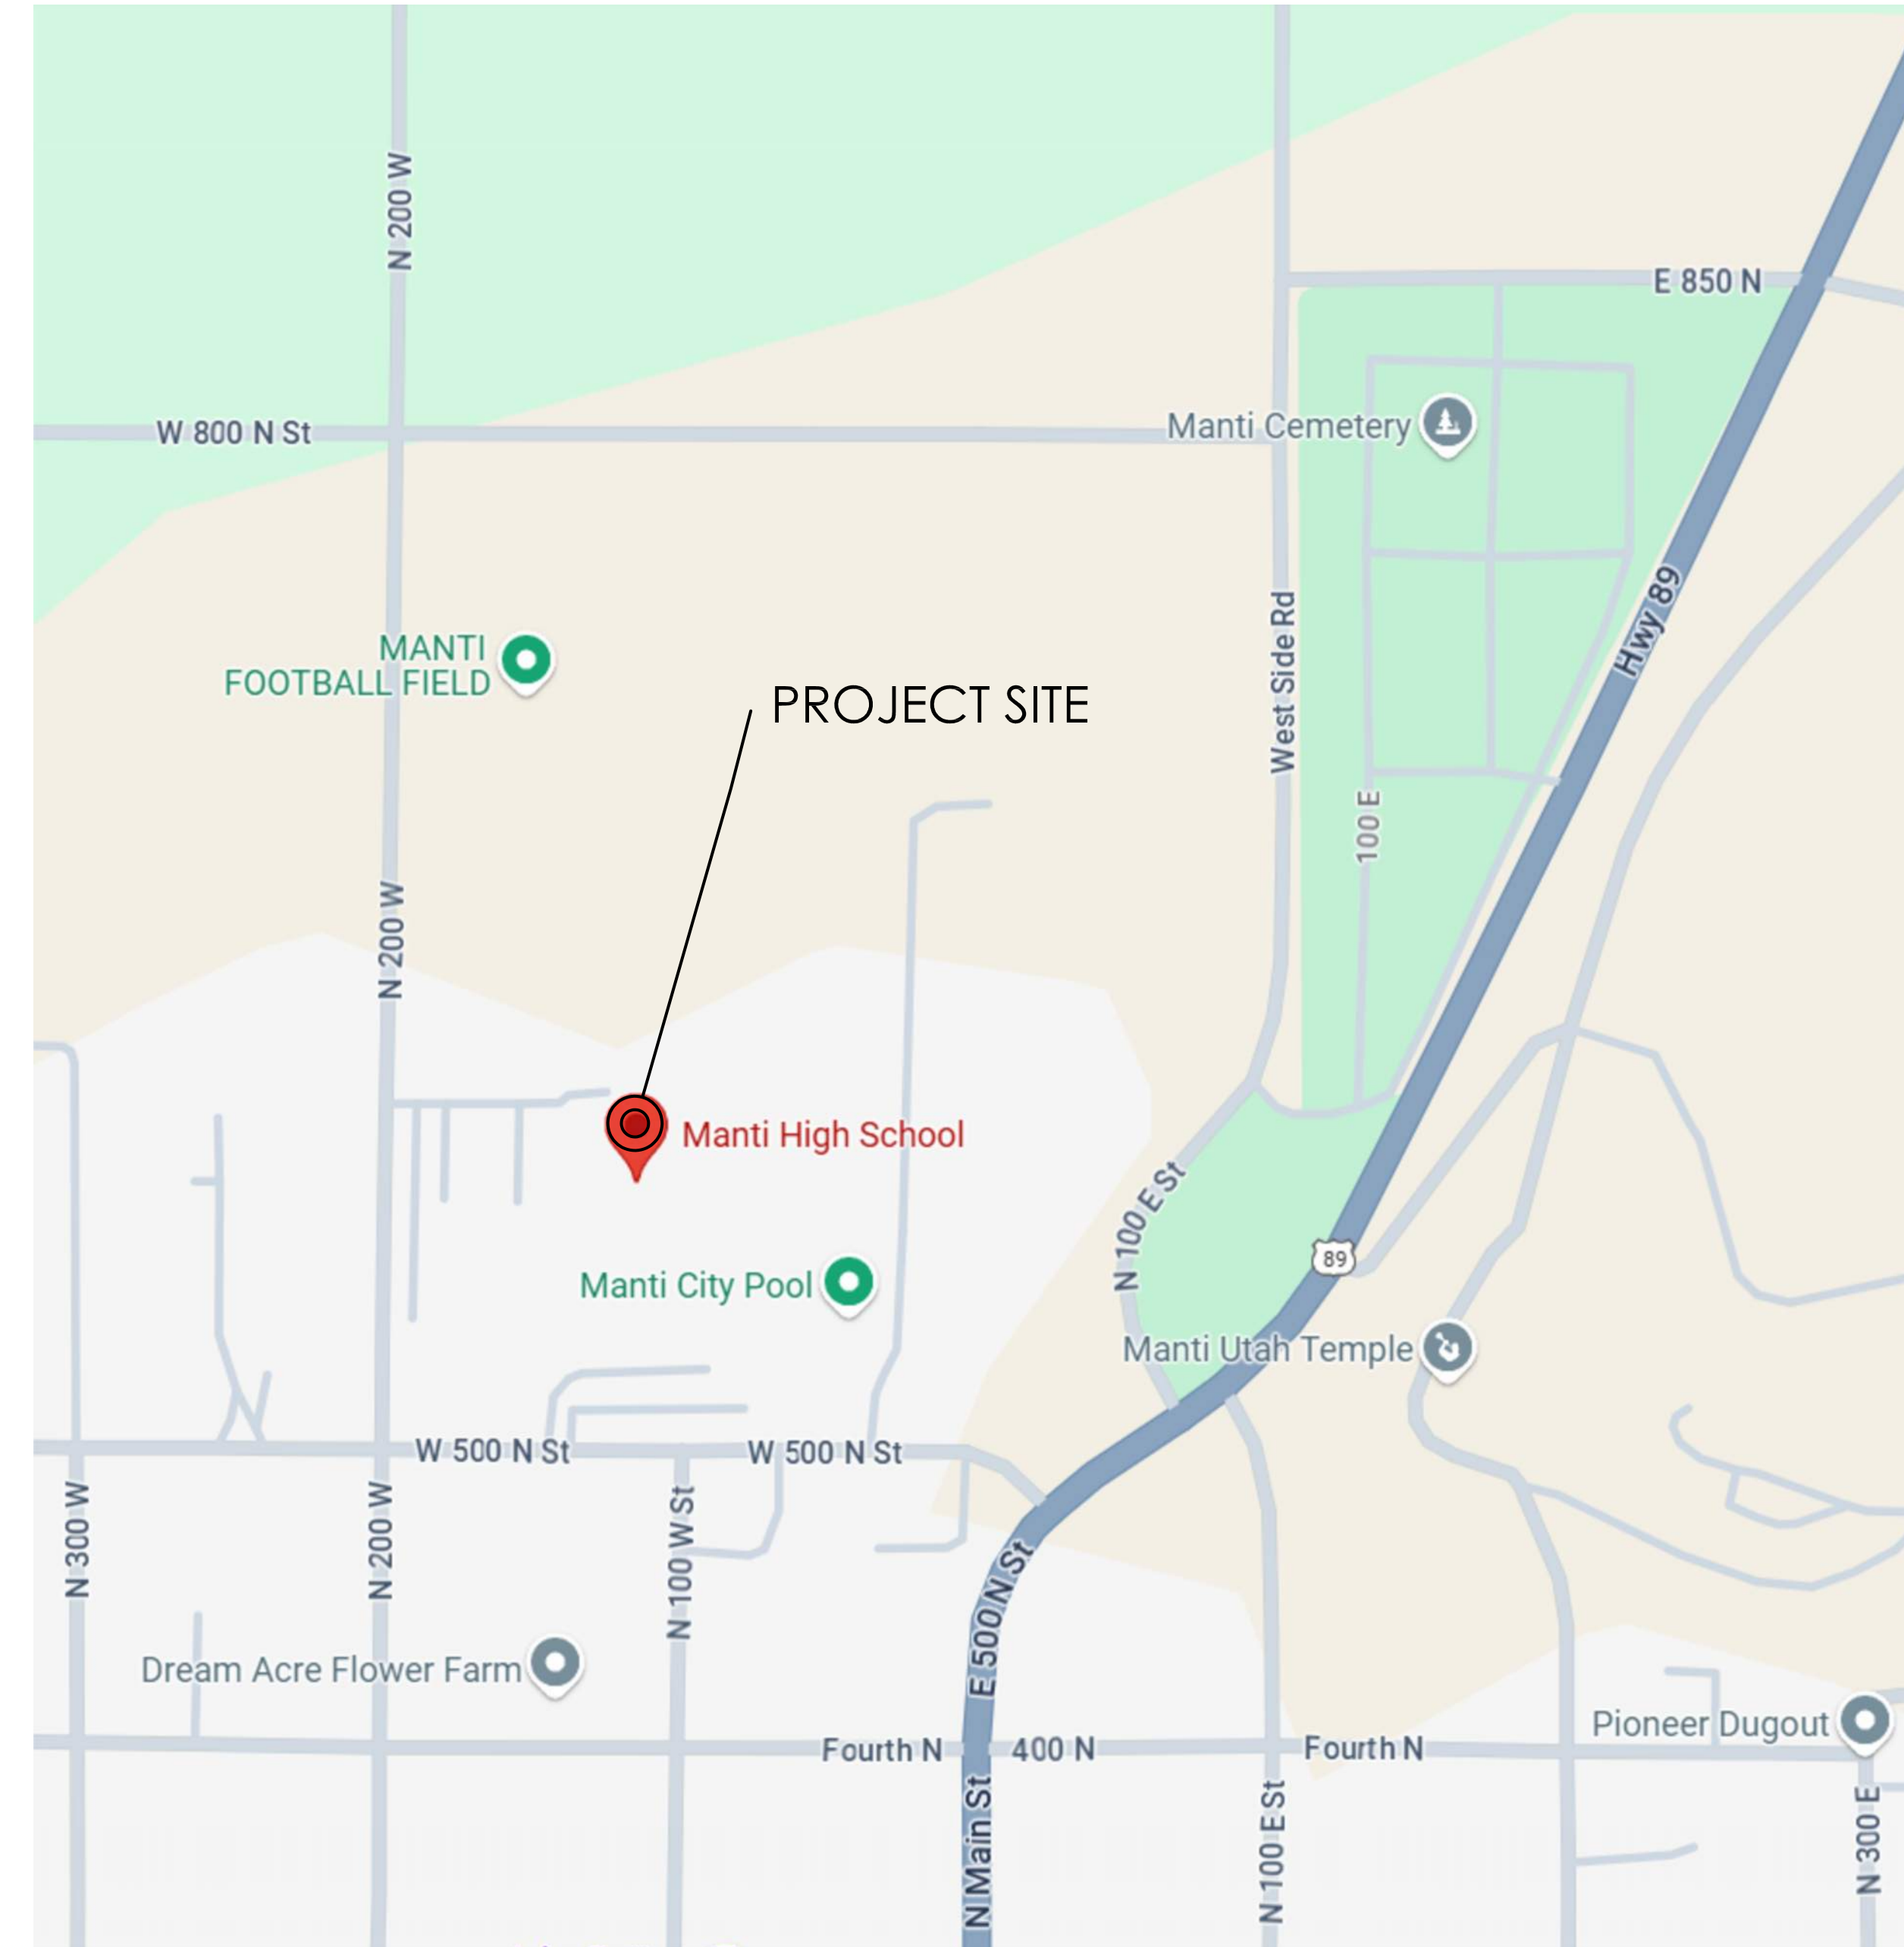 N 200 W
E 850 N
W 800 N St
Manti Cemetery
Hwy 89
West Side Rd
MANTI
FOOTBALL FIELD
PROJECT SITE
100 E
N 200 W
Manti High School
N 100 E St
89
Manti City Pool
Manti Utah Temple
W 500 N St
W 500 N St
N 300 W
N 200 W
N 100 W St
E 500 N St
Dream Acre Flower Farm
Pioneer Dugout
Fourth N
400 N
Fourth N
N Main St
N 100 E St
N 300 E